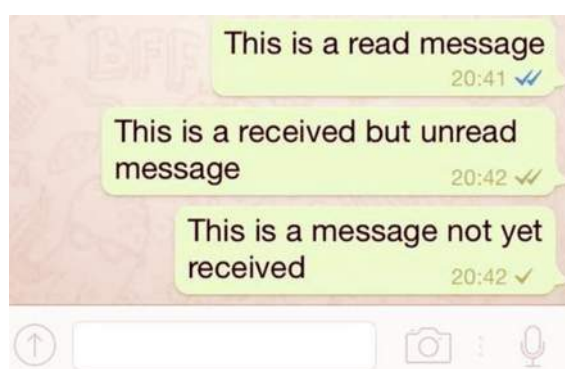 This is a read message
20:41
This is a received but unread
message
20:42
This is a message not yet
received
20:42